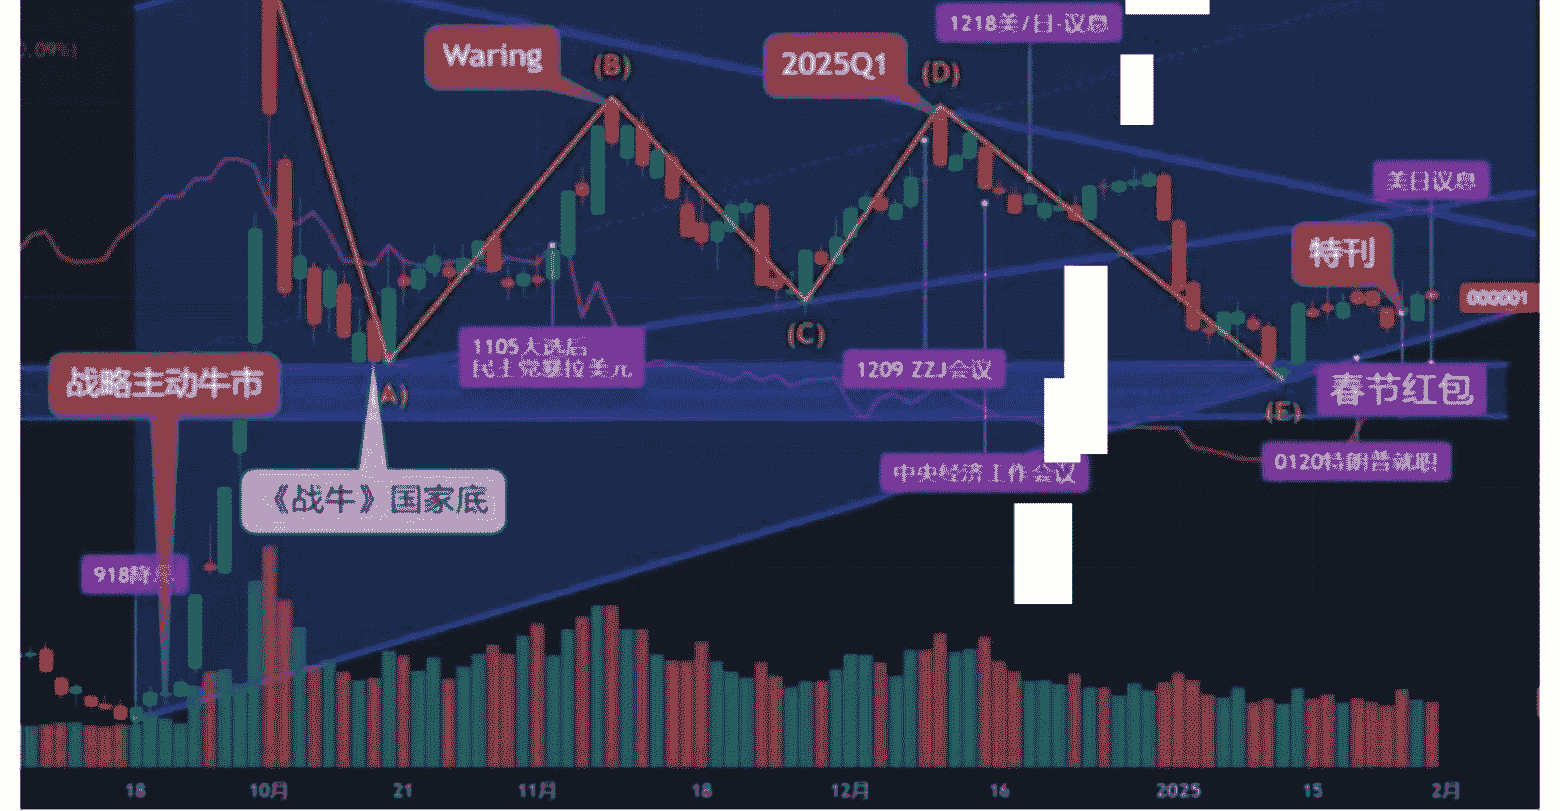 1218美/日-议息
Waring
(B)
2025Q1
(D)
.09%)
美日议息
特刊
000001
(C)
1105大选后
民主党暴拉美元
1209 ZZJ会议
战略主动牛市
A)
春节红包
(E)
0120特朗普就职
中央经济工作会议
《战牛》国家底
918降
18
10月
21
11月
18
12月
16
2025
15
2月